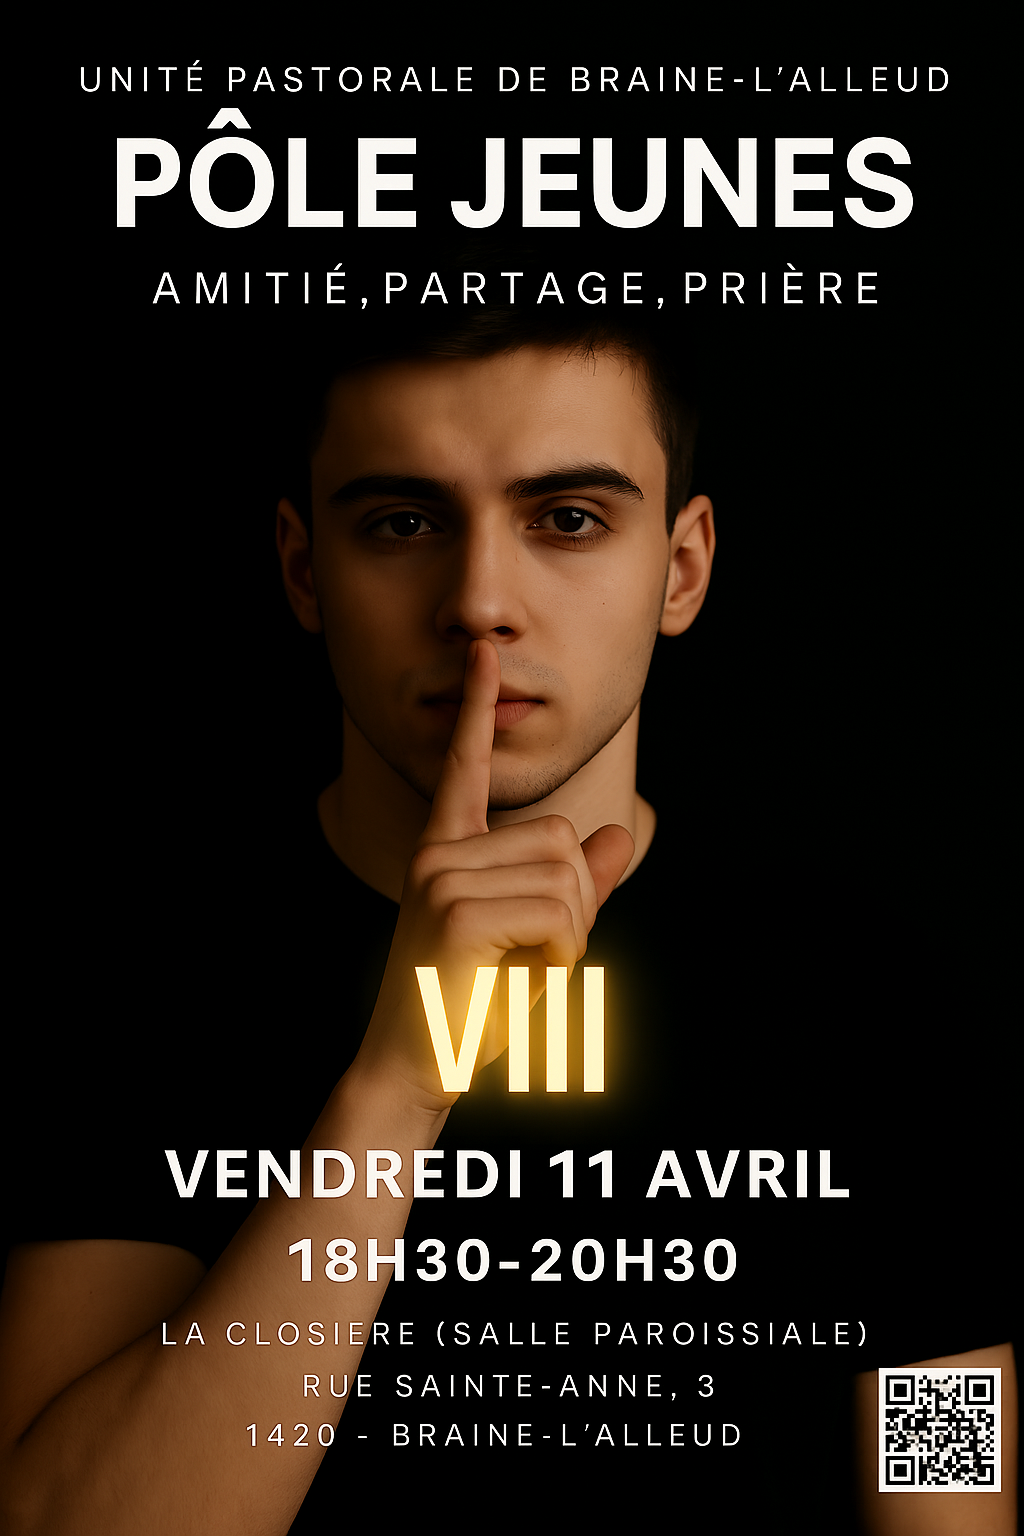 UNITÉ PASTORALE DE BRAINE-L'ALLEUD
PÔLE JEUNES
AMITIÉ,PARTAGE,PRIÈRE
VIII
VENDREDI 11 AVRIL
18H30-20H30
LA CLOSIERE (SALLE PAROISSIALE)
RUE SAINTE-ANNE, 3
1420 - BRAINE-L'ALLEUD